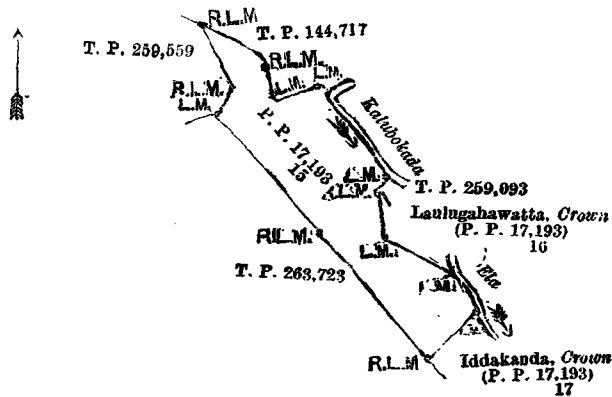 R.L.M
T. P. 144,717
T. P. 259,559
R.L.M.
L.M.
R.L.M.
L.M.
L.M.
Kalubokada
P. P. 17,193
15
L.M.
L.M.
T. P. 259,093
Laulugahawatta, Crown
(P. P. 17,193)
16
R.L.M.
L.M.
T. P. 263,723
Ela
R.L.M
Iddakanda, Crown
(P. P. 17,193)
17